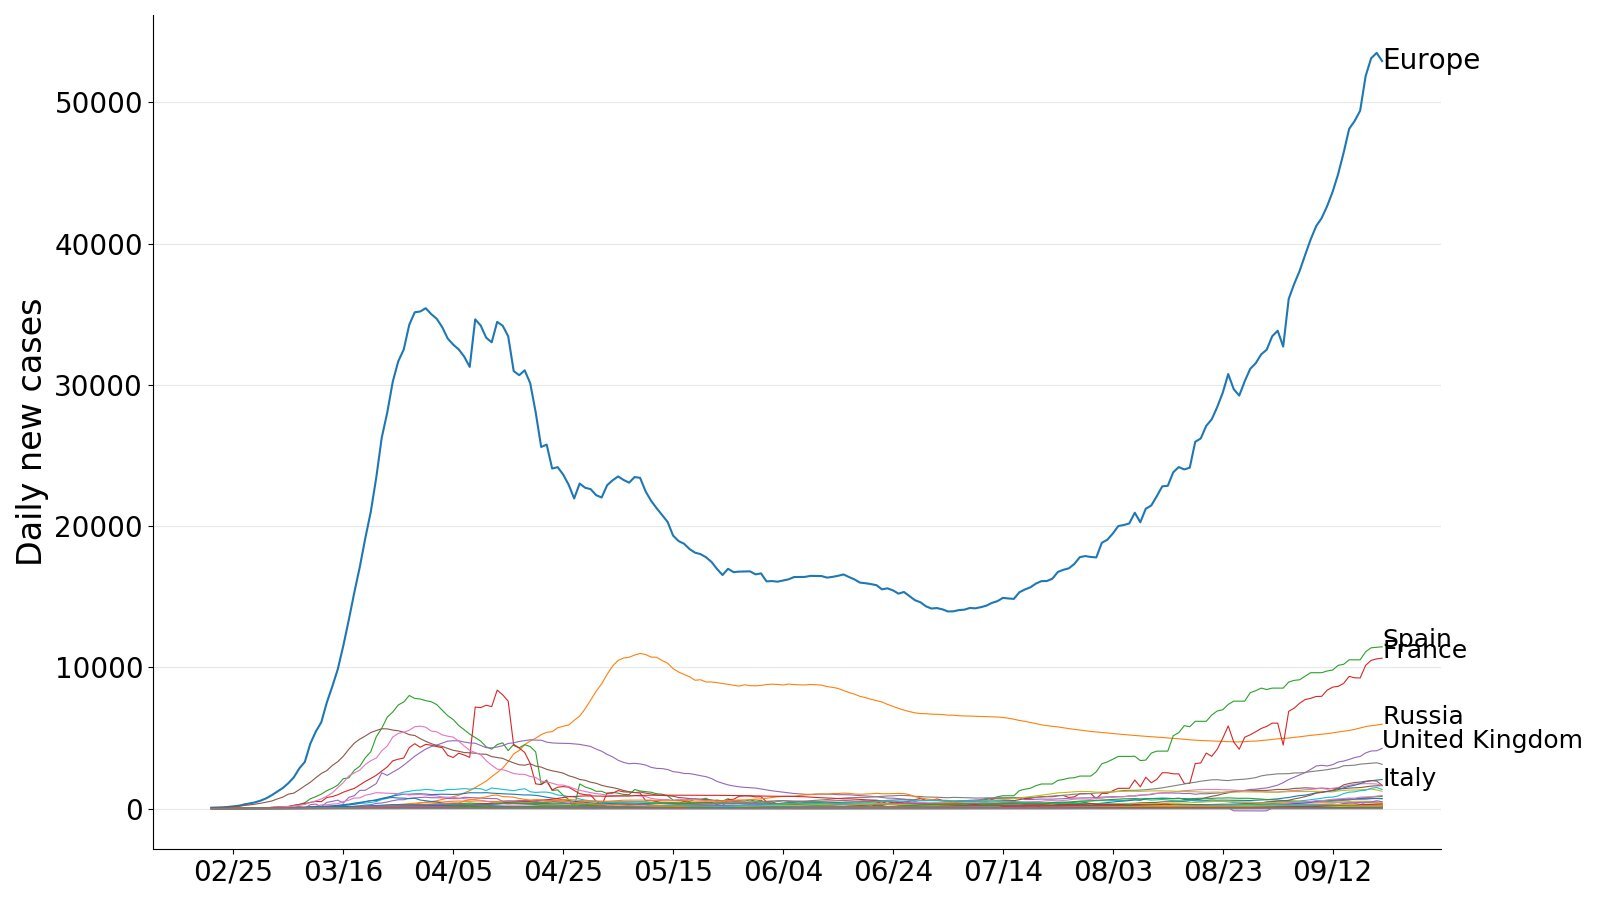 Daily new cases
50000
40000
30000
20000
10000
0
02/25 03/16 04/05 04/25 05/15 06/04 06/24 07/14 08/03 08/23 09/12
Europe
Spain
France
Russia
United Kingdom
Italy